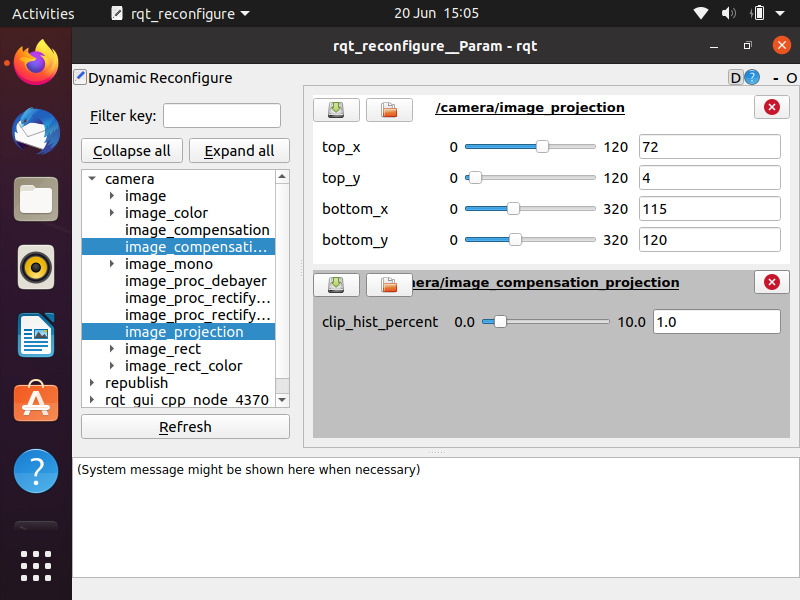 Activities rqt_reconfigure 20 Jun 15:05
rqt_reconfigure__Param - rqt
Dynamic Reconfigure D ? - O
Filter key:
Collapse all Expand all
camera
image
image_color
image_compensation
image_compensati...
image_mono
image_proc_debayer
image_proc_rectify...
image_proc_rectify...
image_projection
image_rect
image_rect_color
republish
rqt_gui_cpp_node_4370
Refresh
/camera/image_projection
top_x 0 120 72
top_y 0 120 4
bottom_x 0 320 115
bottom_y 0 320 120
nera/image_compensation_projection
clip_hist_percent 0.0 10.0 1.0
(System message might be shown here when necessary)